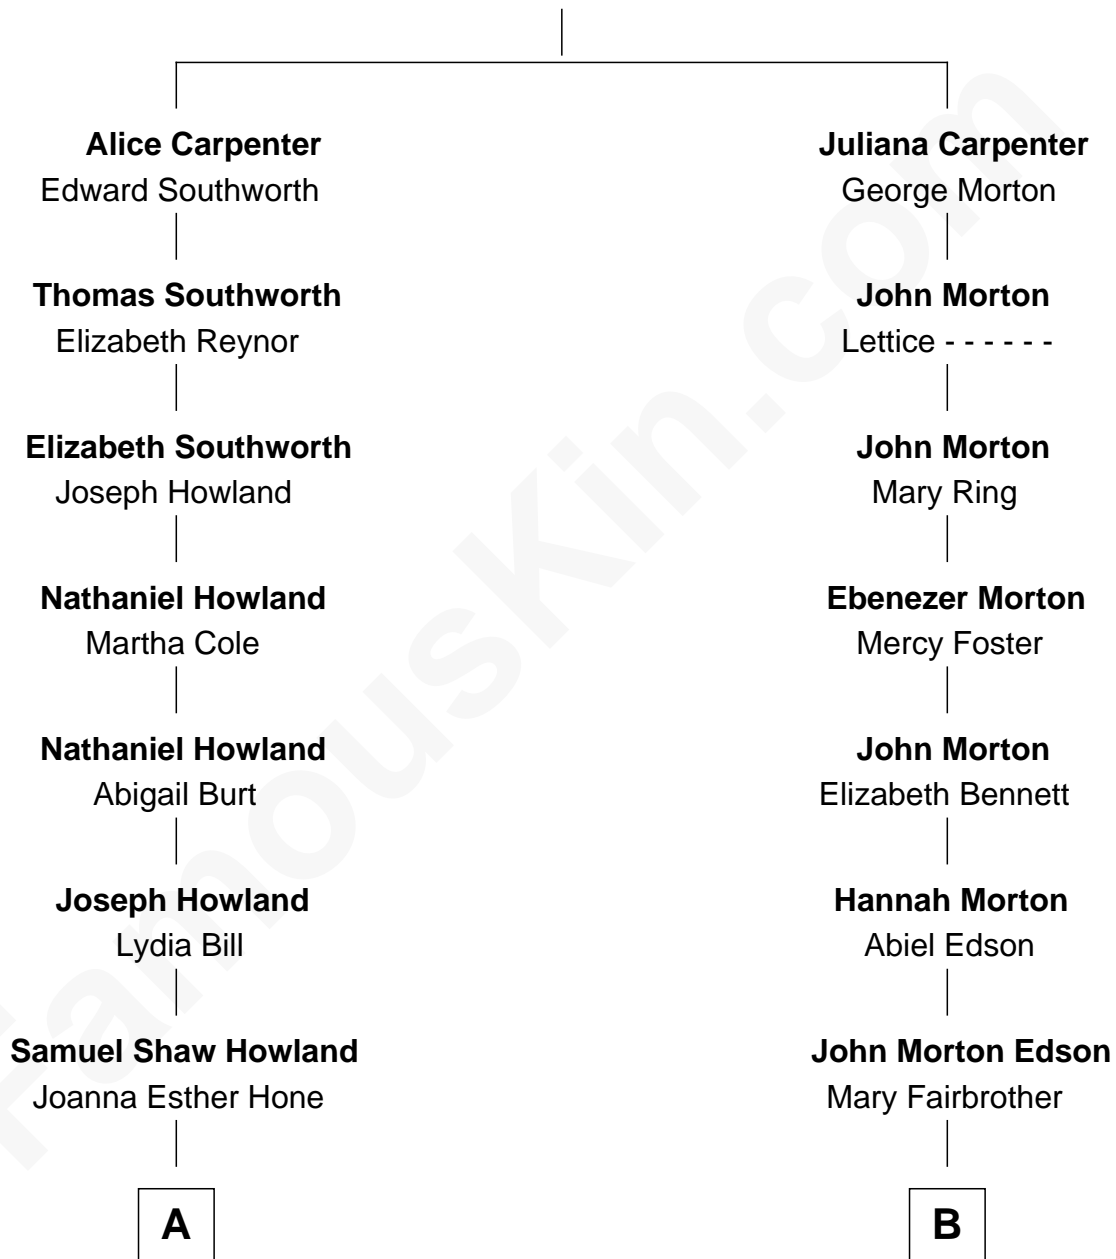 Alice Carpenter
Edward Southworth
Thomas Southworth
Elizabeth Reynor
Elizabeth Southworth
Joseph Howland
Nathaniel Howland
Martha Cole
Nathaniel Howland
Abigail Burt
Joseph Howland
Lydia Bill
Samuel Shaw Howland
Joanna Esther Hone
A
Juliana Carpenter
George Morton
John Morton
Lettice - - - - - -
John Morton
Mary Ring
Ebenezer Morton
Mercy Foster
John Morton
Elizabeth Bennett
Hannah Morton
Abiel Edson
John Morton Edson
Mary Fairbrother
B
FamousKin.com